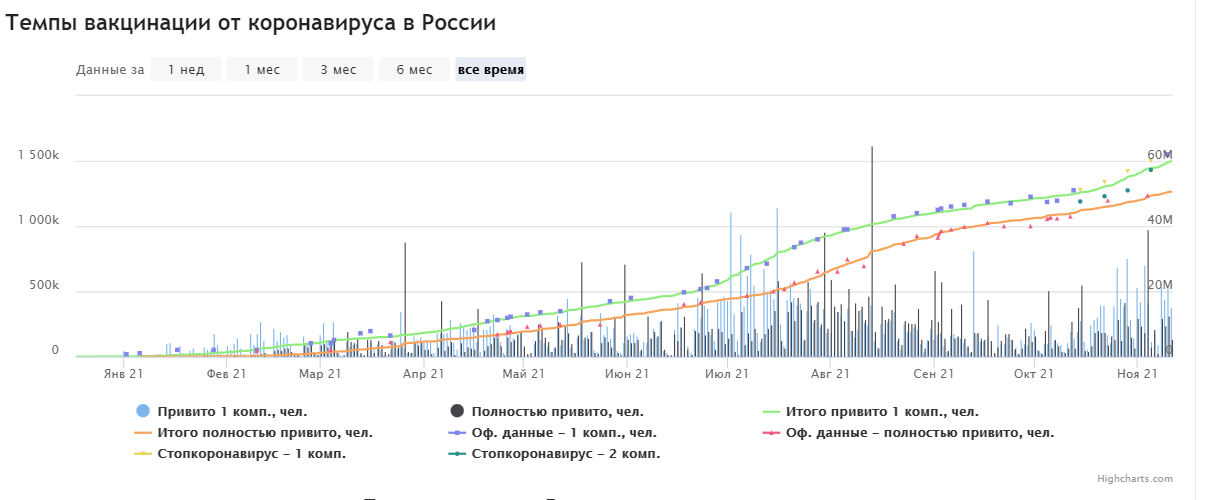 Темпы вакцинации от коронавируса в России
Данные за 1 нед 1 мес 3 мес 6 мес все время
1 500k 60M
1 000k 40M
500k 20M
0 0
Янв 21 Фев 21 Мар 21 Апр 21 Май 21 Июн 21 Июл 21 Авг 21 Сен 21 Окт 21 Ноя 21
Привито 1 комп., чел. Полностью привито, чел. Итого привито 1 комп., чел.
Итого полностью привито, чел. Оф. данные – 1 комп., чел. Оф. данные – полностью привито, чел.
Стопкоронавирус – 1 комп. Стопкоронавирус – 2 комп.
Highcharts.com